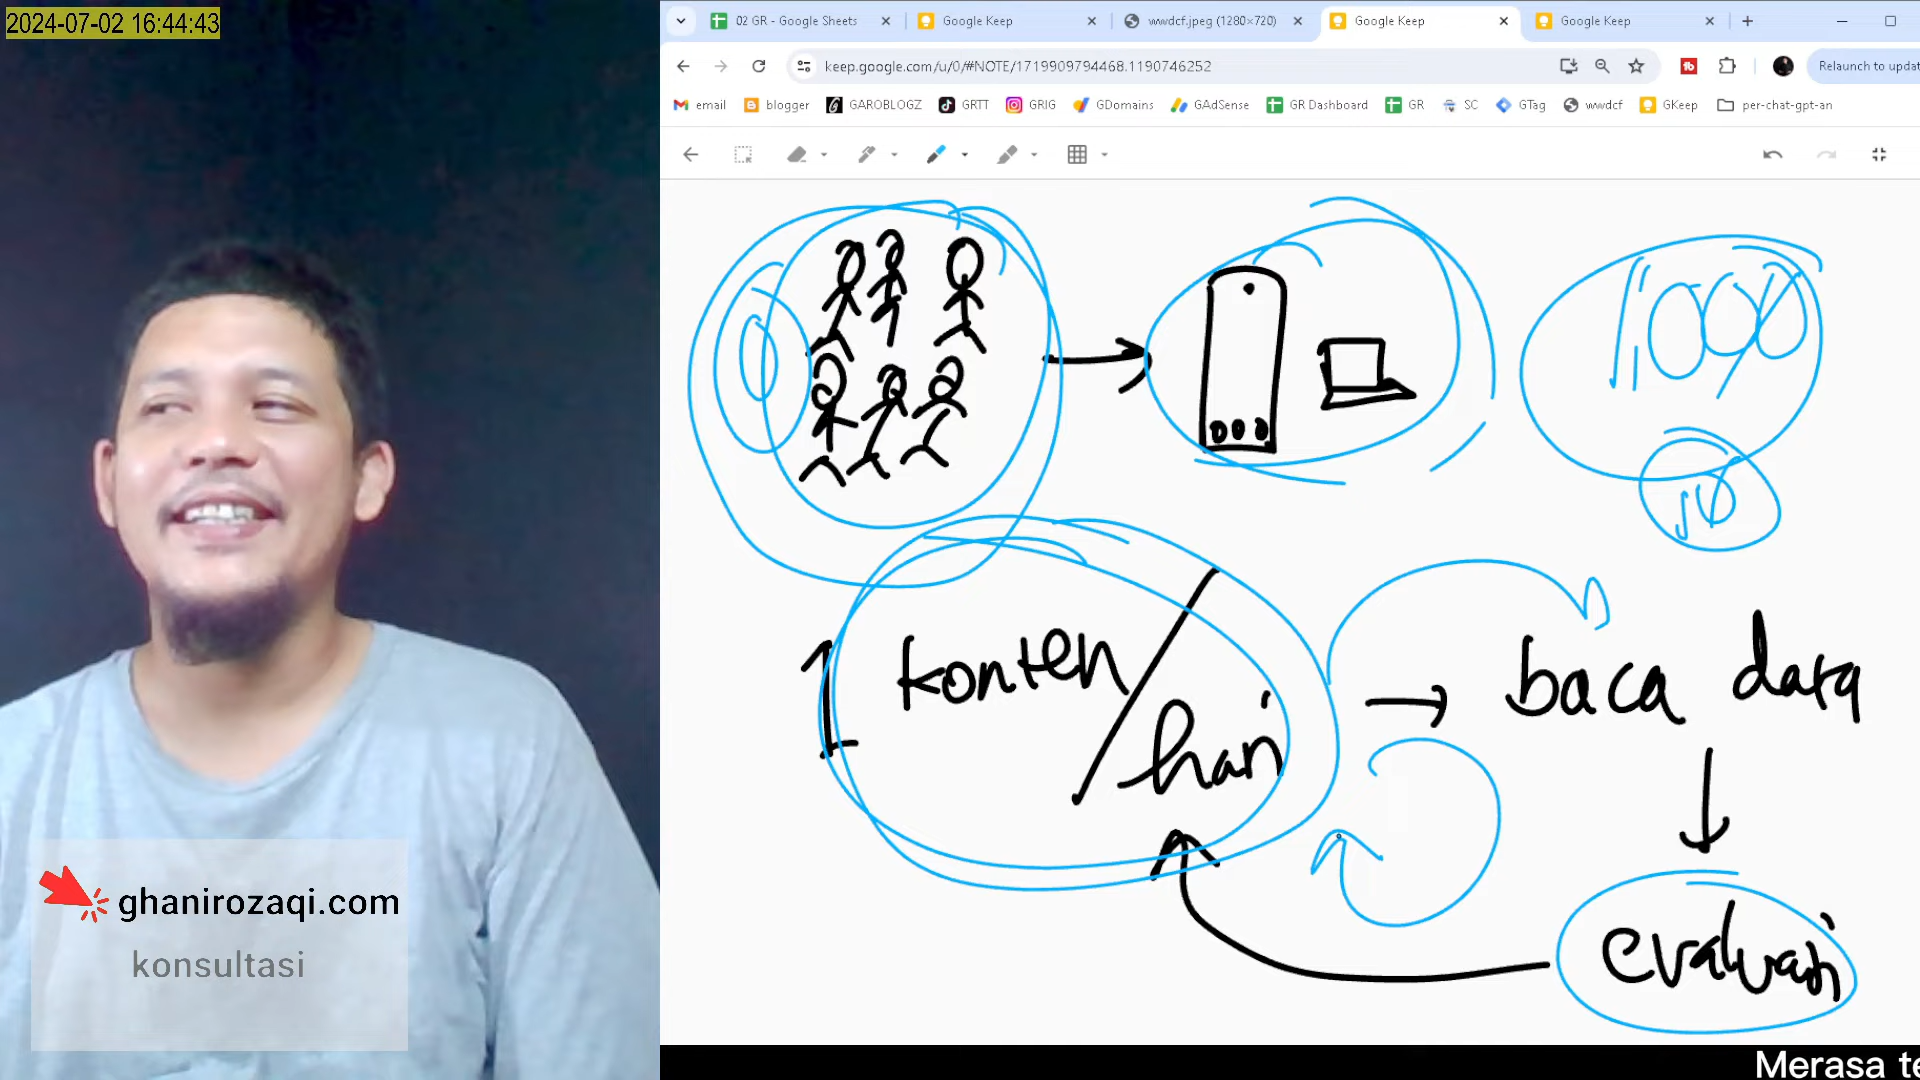 2024-07-02 16:44:43
02 GR - Google Sheets
Google Keep
wwdcf.jpeg (1280×720)
Google Keep
Google Keep
keep.google.com/u/0/#NOTE/1719909794468.1190746252
Relaunch to updat
email
blogger
GAROBLOGZ
GRTT
GRIG
GDomains
GAdSense
GR Dashboard
GR
SC
GTag
wwdcf
GKeep
per-chat-gpt-an
1.000
10
1 konten/
hari
baca data
evaluasi
ghanirozaqi.com
konsultasi
Merasa te